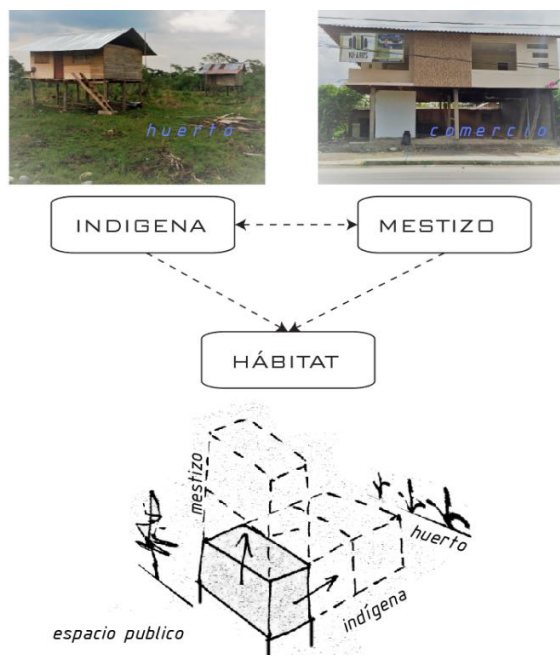 huerto
comercio
INDIGENA
MESTIZO
HÁBITAT
mestizo
huerto
indígena
espacio publico